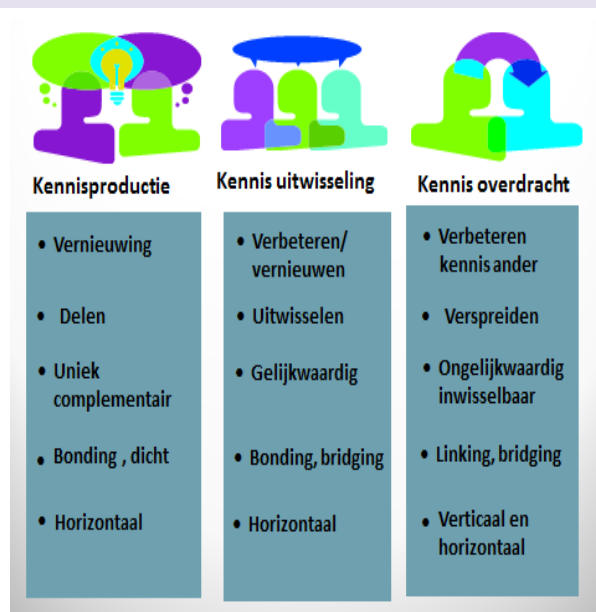 Kennisproductie
• Vernieuwing
• Delen
• Uniek
complementair
• Bonding , dicht
• Horizontaal
Kennis uitwisseling
• Verbeteren/
vernieuwen
• Uitwisselen
• Gelijkwaardig
• Bonding, bridging
• Horizontaal
Kennis overdracht
• Verbeteren
kennis ander
• Verspreiden
• Ongelijkwaardig
inwisselbaar
• Linking, bridging
• Verticaal en
horizontaal